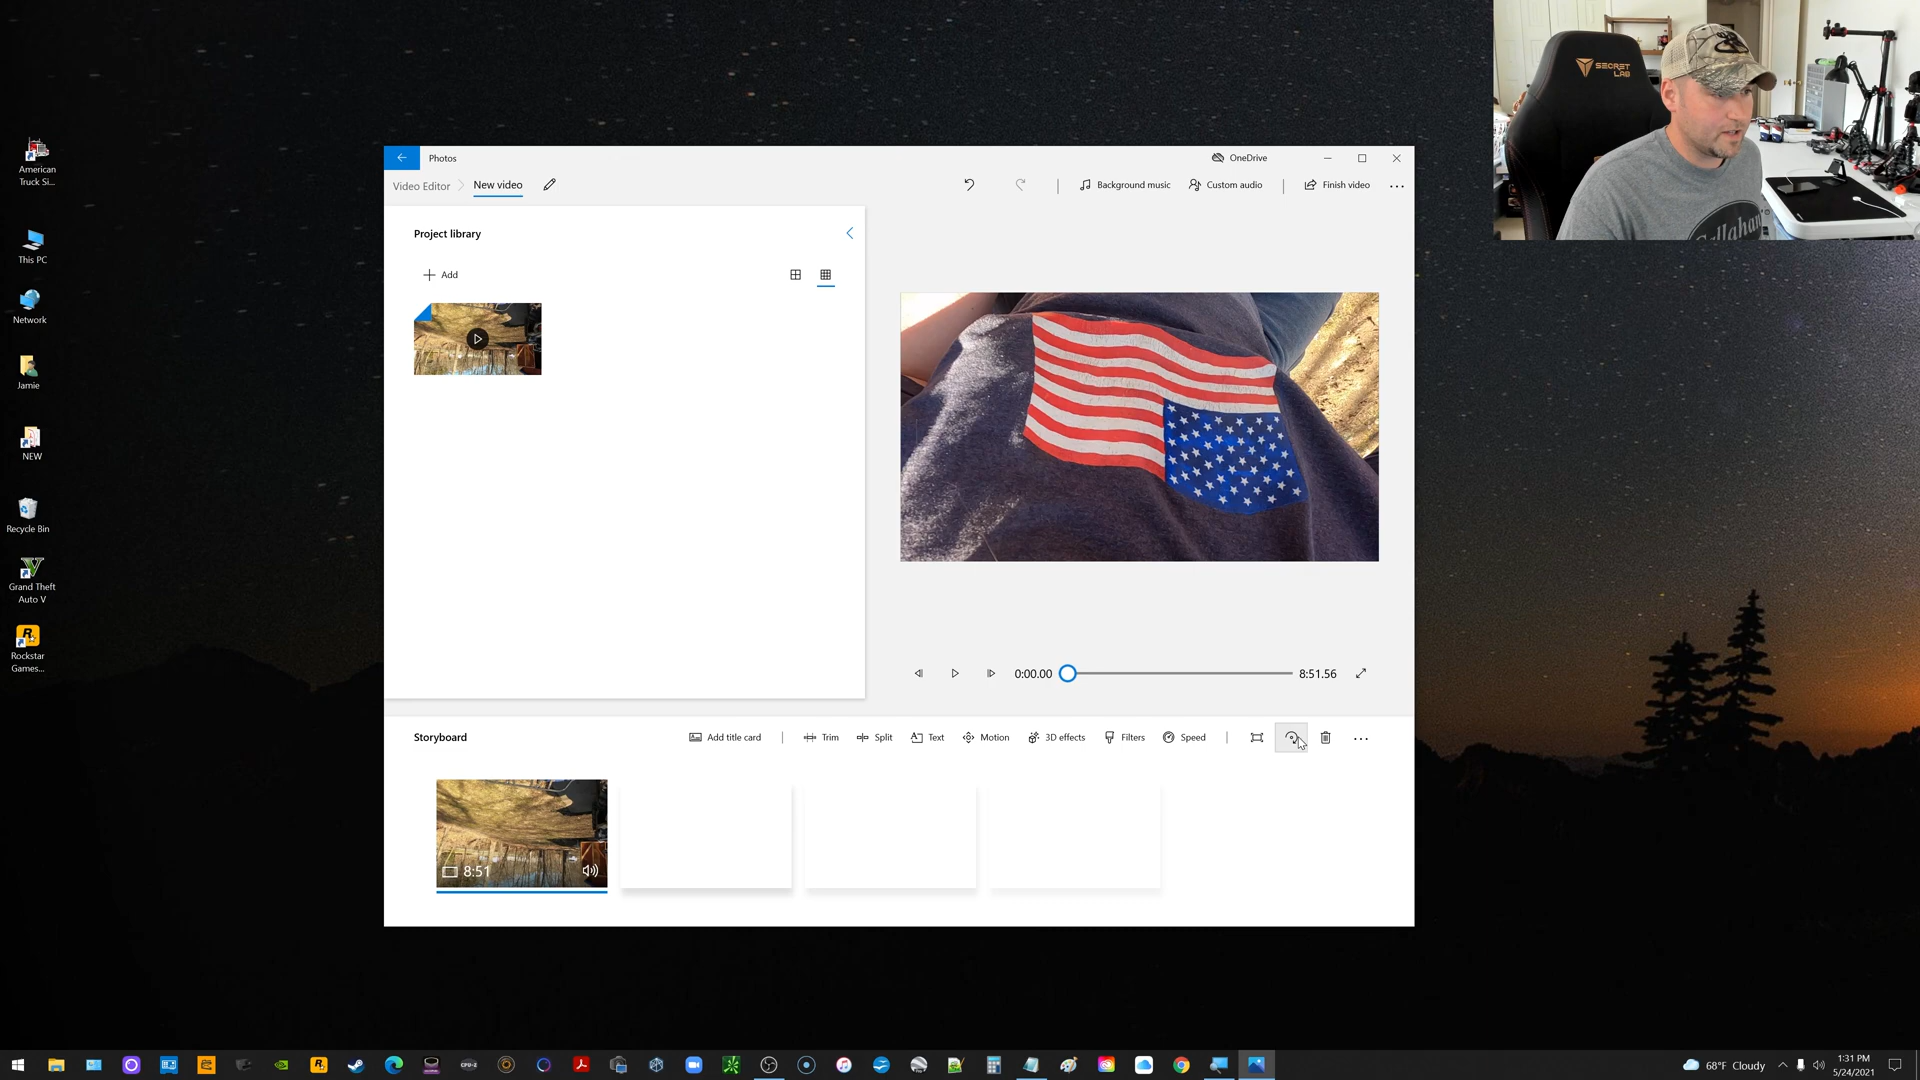 SECRET
LAB
Callahan
American
Truck Si...
This PC
Network
Jamie
NEW
Recycle Bin
Grand Theft
Auto V
Rockstar
Games...
Photos
OneDrive
Video Editor
New video
Background music
Custom audio
Finish video
Project library
Add
0:00.00
8:51.56
Storyboard
Add title card
Trim
Split
Text
Motion
3D effects
Filters
Speed
8:51
CPU-Z
68°F Cloudy
1:31 PM
5/24/2021